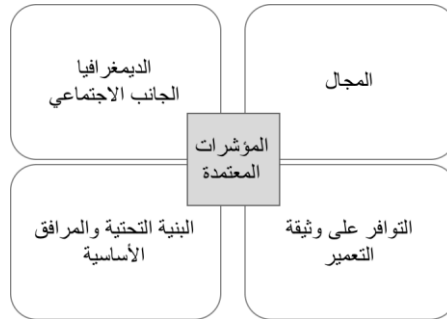 المجال
الديمغرافيا
الجانب الاجتماعي
المؤشرات
المعتمدة
التوافر على وثيقة
التعمير
البنية التحتية والمرافق
الأساسية